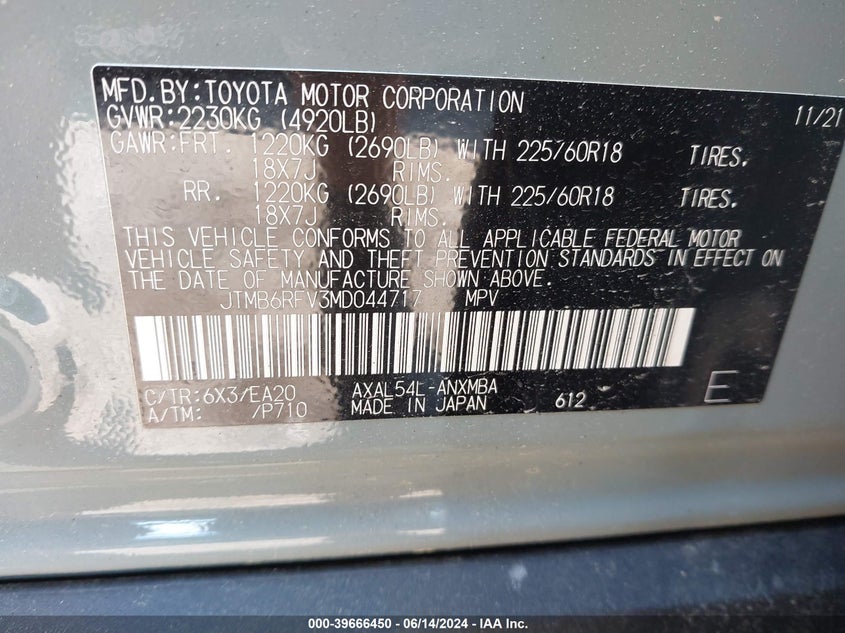 MFD.BY:TOYOTA MOTOR CORPORATION 11/21
GVWR:2230KG (4920LB)
GAWR:FRT. 1220KG (2690LB) WITH 225/60R18 TIRES,
18X7J RIMS.
RR. 1220KG (2690LB) WITH 225/60R18 TIRES,
18X7J RIMS.
THIS VEHICLE CONFORMS TO ALL APPLICABLE FEDERAL MOTOR
VEHICLE SAFETY AND THEFT PREVENTION STANDARDS IN EFFECT ON
THE DATE OF MANUFACTURE SHOWN ABOVE.
JTMB6RFV3MD044717 MPV
C/TR:6X3/EA20 AXAL54L-ANXMBA
A/TM: /P710 MADE IN JAPAN 612 E
000-39666450 - 06/14/2024 - IAA Inc.